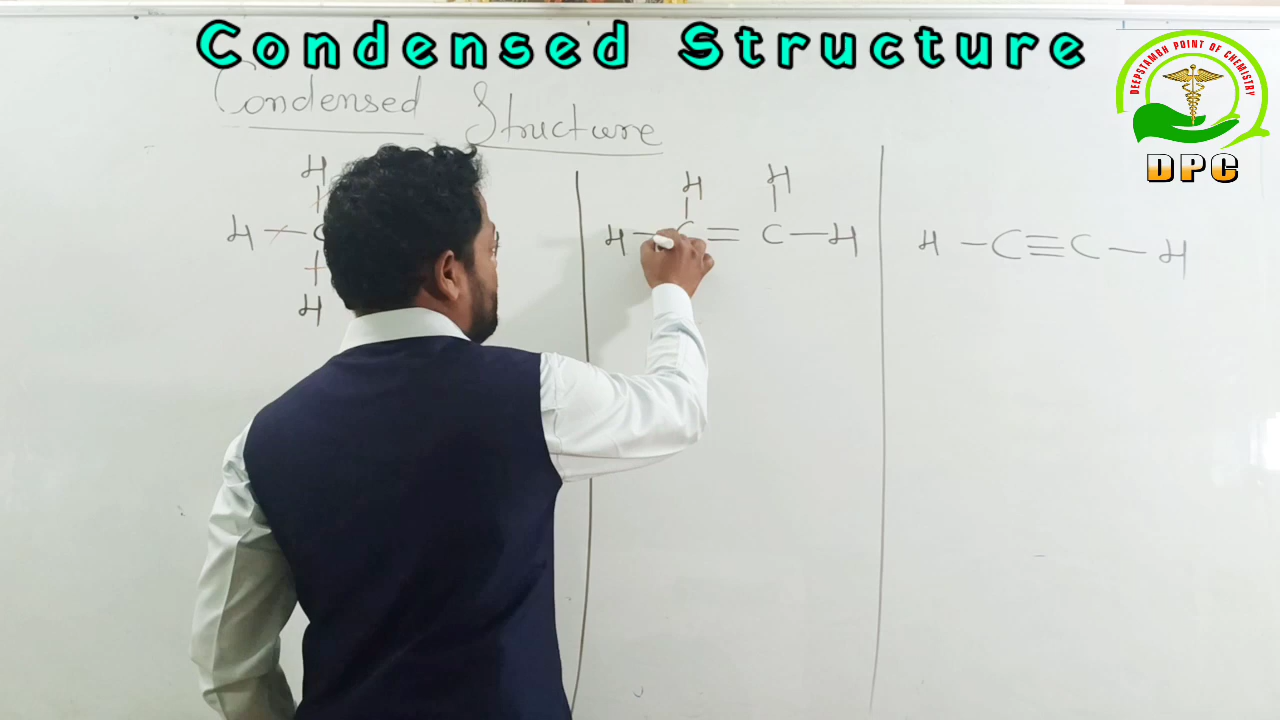 Condensed Structure
DEEPSTAMBH POINT OF CHEMISTRY
DPC
Condensed Structure
H H H
H — C H — C = C — H H — C ≡ C — H
H